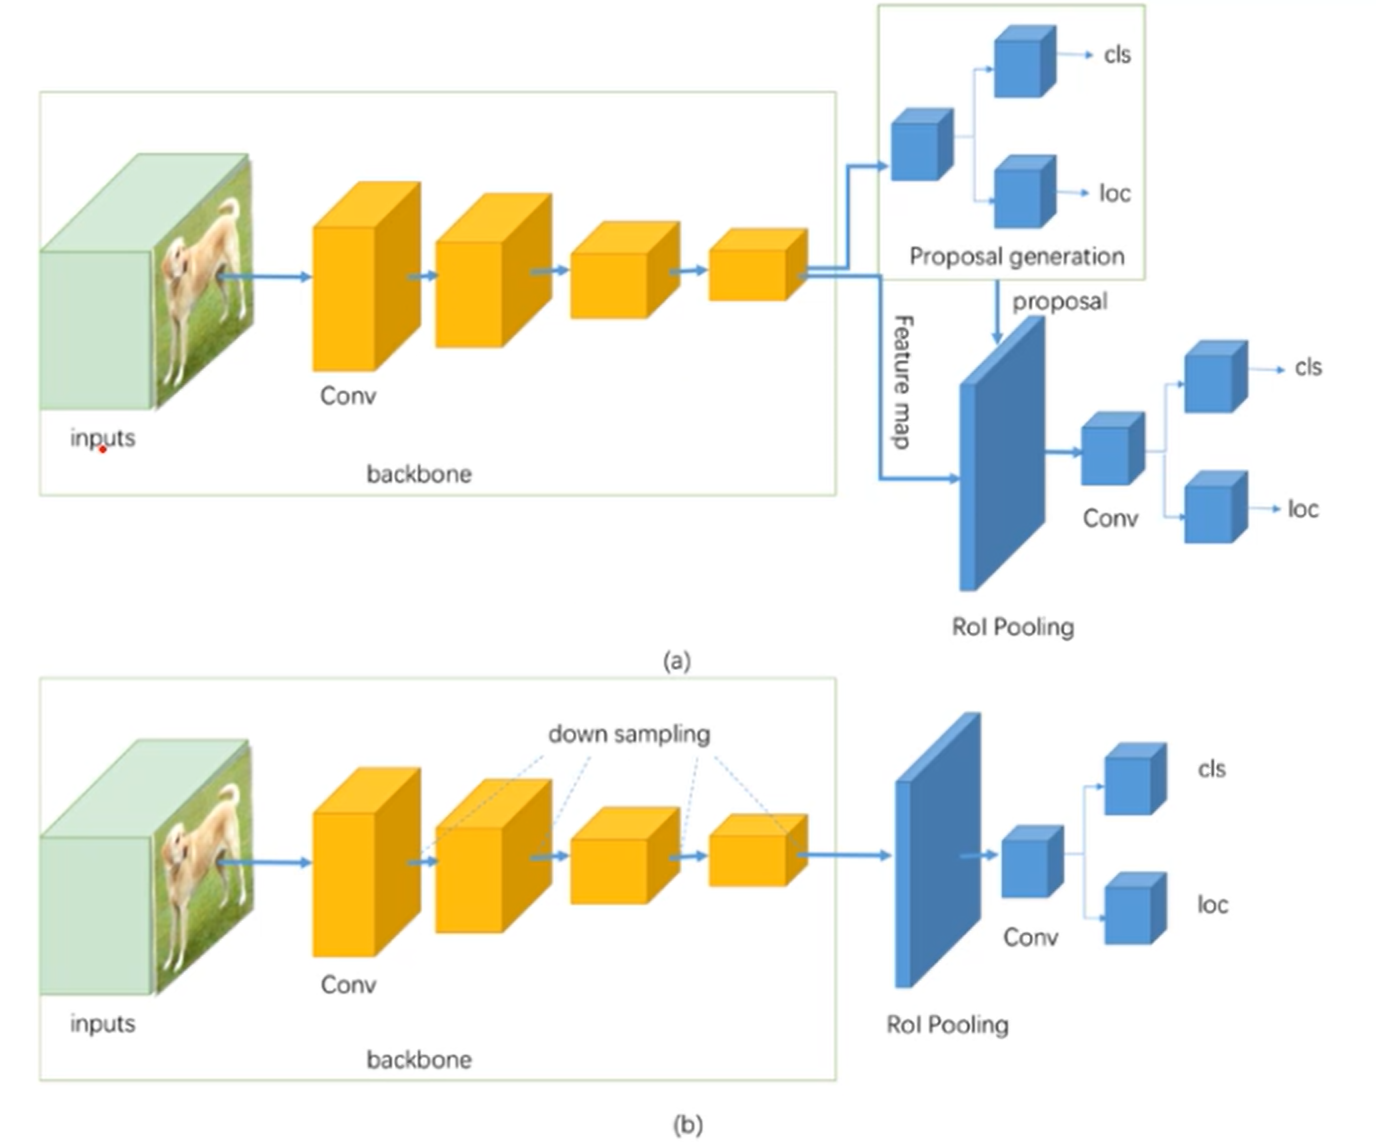 cls
loc
Proposal generation
proposal
Feature map
cls
loc
Conv
Conv
inputs
backbone
RoI Pooling
(a)
down sampling
cls
loc
Conv
Conv
inputs
RoI Pooling
backbone
(b)